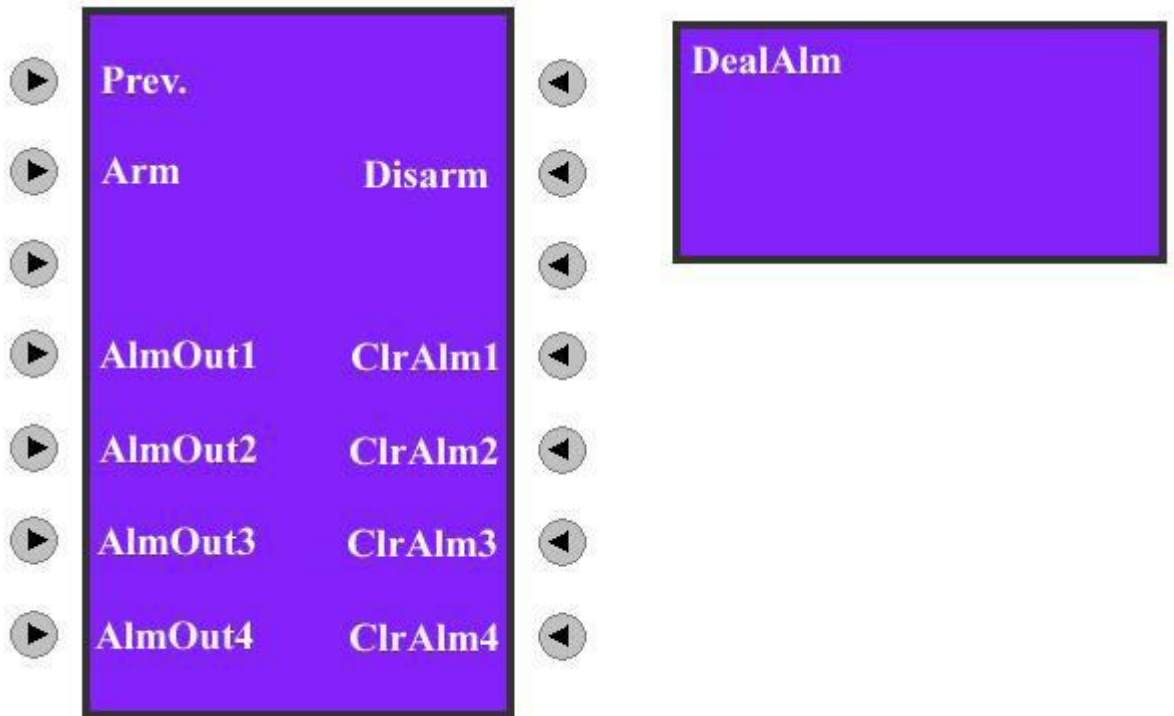 Prev.
Arm Disarm
AlmOut1 ClrAlm1
AlmOut2 ClrAlm2
AlmOut3 ClrAlm3
AlmOut4 ClrAlm4
DealAlm